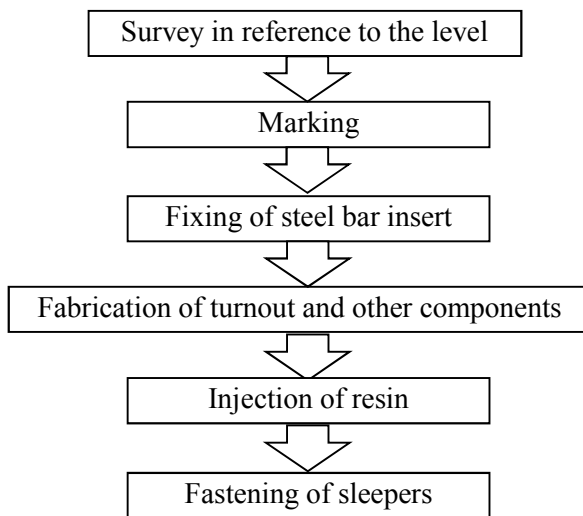 Survey in reference to the level
Marking
Fixing of steel bar insert
Fabrication of turnout and other components
Injection of resin
Fastening of sleepers